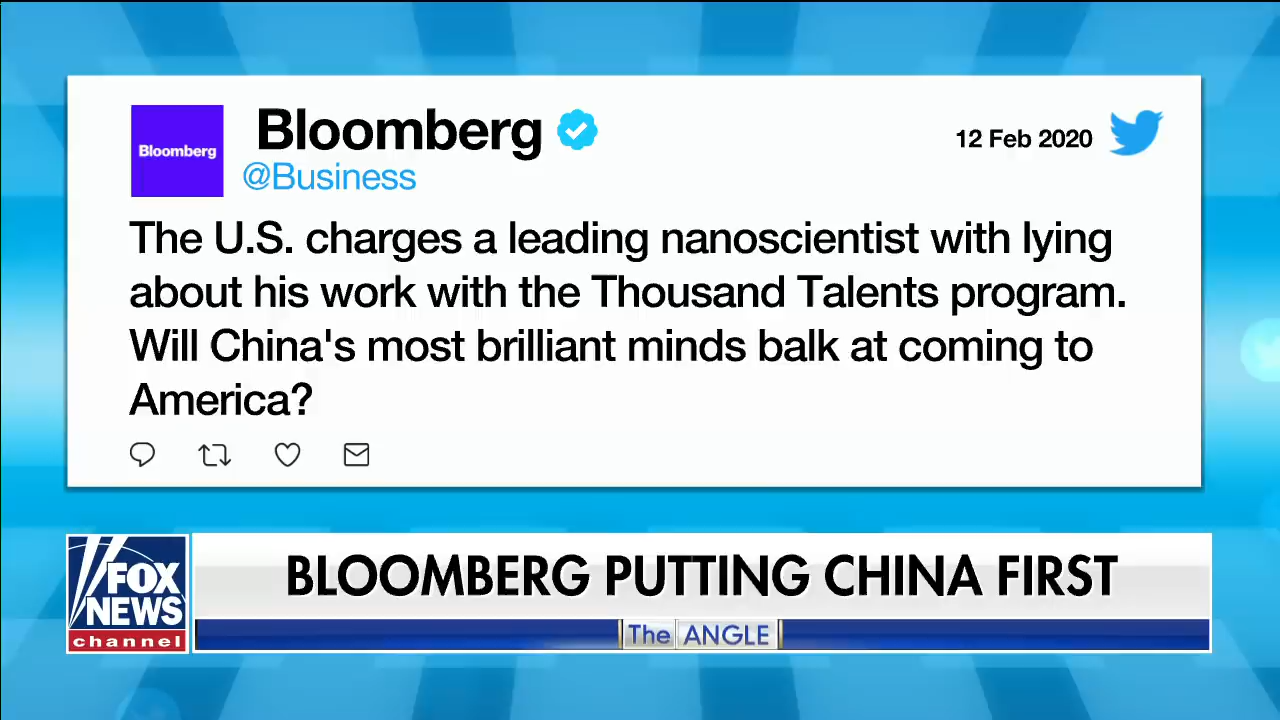 Bloomberg
Bloomberg
12 Feb 2020
@Business
The U.S. charges a leading nanoscientist with lying
about his work with the Thousand Talents program.
Will China's most brilliant minds balk at coming to
America?
FOX
NEWS
channel
BLOOMBERG PUTTING CHINA FIRST
The ANGLE